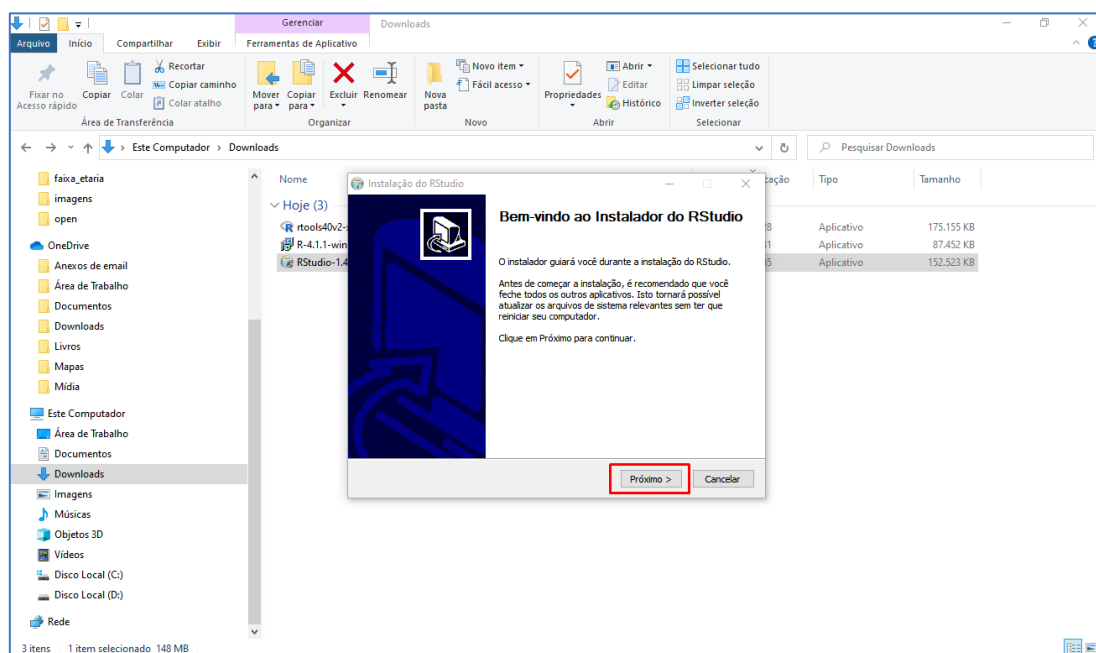 Gerenciar
Downloads
Arquivo Início Compartilhar Exibir Ferramentas de Aplicativo
Fixar no Acesso rápido
Copiar
Colar
Recortar
Copiar caminho
Colar atalho
Área de Transferência
Mover para
Copiar para
Excluir
Renomear
Organizar
Nova pasta
Novo item
Fácil acesso
Novo
Propriedades
Abrir
Editar
Histórico
Abrir
Selecionar tudo
Limpar seleção
Inverter seleção
Selecionar
Este Computador > Downloads
Pesquisar Downloads
faixa_etaria
imagens
open
OneDrive
Anexos de email
Área de Trabalho
Documentos
Downloads
Livros
Mapas
Mídia
Este Computador
Área de Trabalho
Documentos
Downloads
Imagens
Músicas
Objetos 3D
Vídeos
Disco Local (C:)
Disco Local (D:)
Rede
Nome Tipo Tamanho
Hoje (3)
rtools40v2- Aplicativo 175.155 KB
R-4.1.1-win Aplicativo 87.452 KB
RStudio-1.4 Aplicativo 152.523 KB
Instalação do RStudio
Bem-vindo ao Instalador do RStudio
O instalador guiará você durante a instalação do RStudio.
Antes de começar a instalação, é recomendado que você
feche todos os outros aplicativos. Isto tornará possível
atualizar os arquivos de sistema relevantes sem ter que
reiniciar seu computador.
Clique em Próximo para continuar.
Próximo > Cancelar
3 itens 1 item selecionado 148 MB